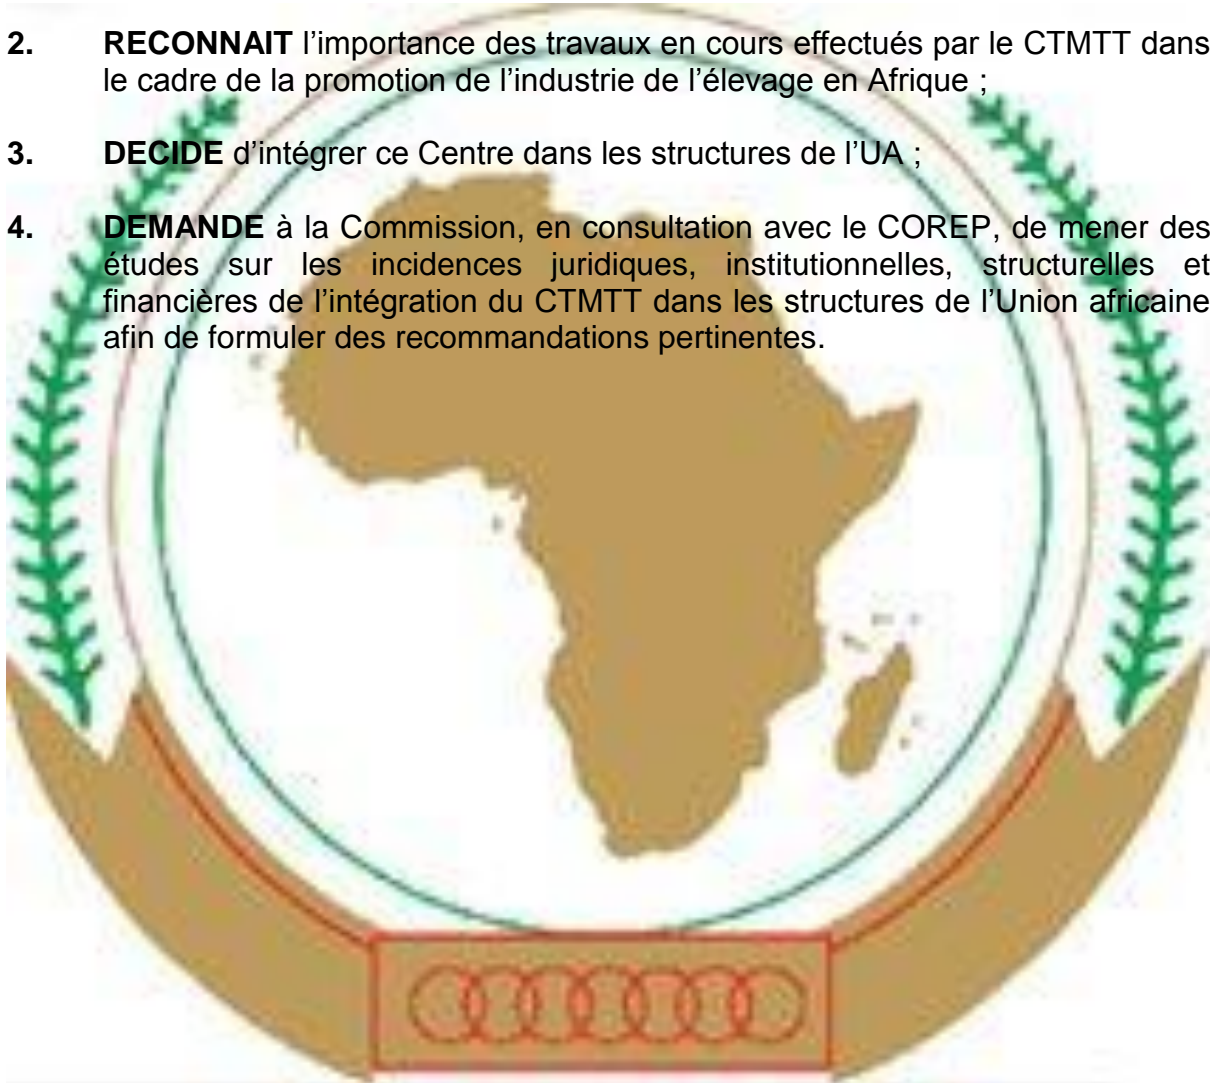 2. RECONNAIT l’importance des travaux en cours effectués par le CTMTT dans
le cadre de la promotion de l’industrie de l’élevage en Afrique ;
3. DECIDE d’intégrer ce Centre dans les structures de l’UA ;
4. DEMANDE à la Commission, en consultation avec le COREP, de mener des
études sur les incidences juridiques, institutionnelles, structurelles et
financières de l’intégration du CTMTT dans les structures de l’Union africaine
afin de formuler des recommandations pertinentes.